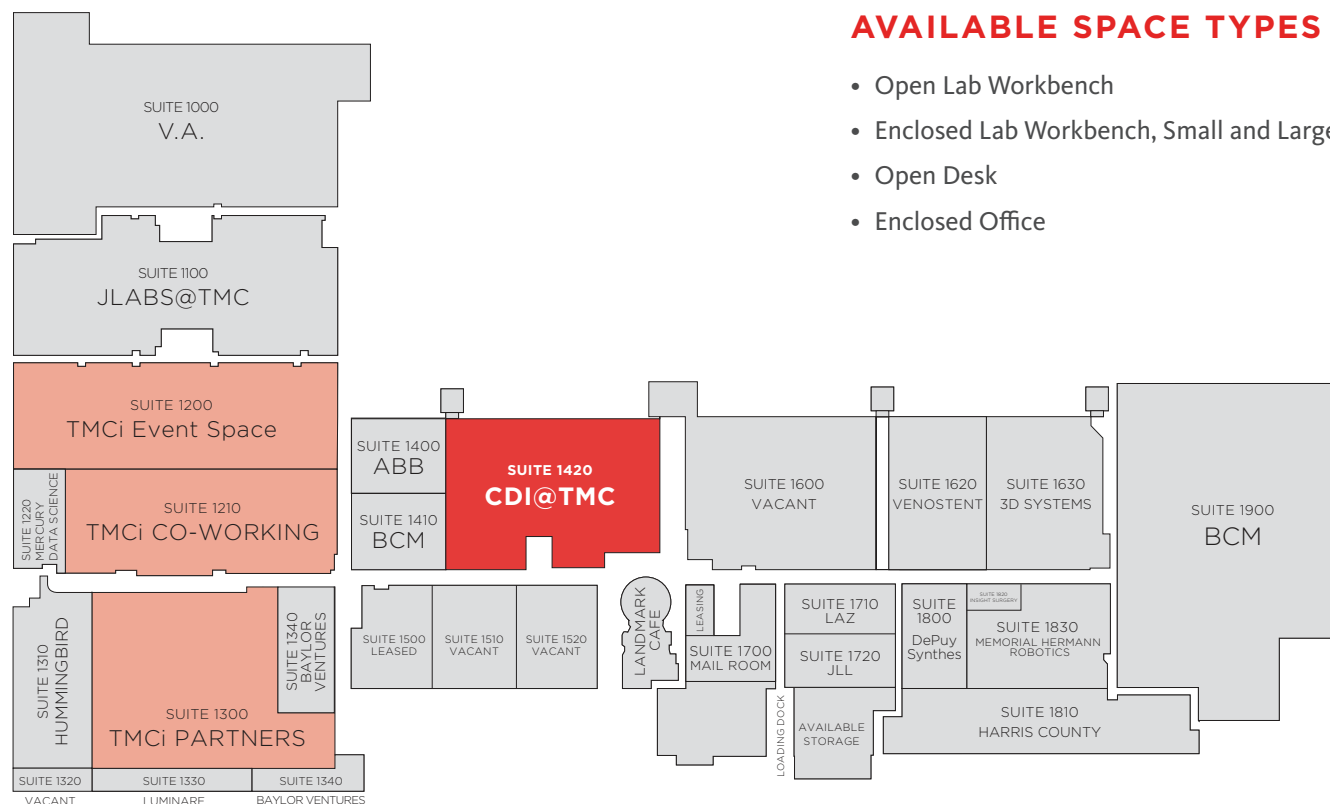 AVAILABLE SPACE TYPES
• Open Lab Workbench
• Enclosed Lab Workbench, Small and Large
• Open Desk
• Enclosed Office
SUITE 1000
V.A.
SUITE 1100
JLABS@TMC
SUITE 1200
TMCi Event Space
SUITE 1220
MERCURY
DATA SCIENCE
SUITE 1210
TMCi CO-WORKING
SUITE 1310
HUMMINGBIRD
SUITE 1300
TMCi PARTNERS
SUITE 1340
BAYLOR
VENTURES
SUITE 1320
VACANT
SUITE 1330
LUMINARE
SUITE 1340
BAYLOR VENTURES
SUITE 1400
ABB
SUITE 1410
BCM
SUITE 1420
CDI@TMC
SUITE 1500
LEASED
SUITE 1510
VACANT
SUITE 1520
VACANT
LANDMARK
CAFE
SUITE 1600
VACANT
SUITE 1620
VENOSTENT
SUITE 1630
3D SYSTEMS
LEASING
SUITE 1700
MAIL ROOM
SUITE 1710
LAZ
SUITE 1720
JLL
LOADING DOCK
AVAILABLE
STORAGE
SUITE
1800
DePuy
Synthes
SUITE 1820
INSIGHT SURGERY
SUITE 1830
MEMORIAL HERMANN
ROBOTICS
SUITE 1810
HARRIS COUNTY
SUITE 1900
BCM